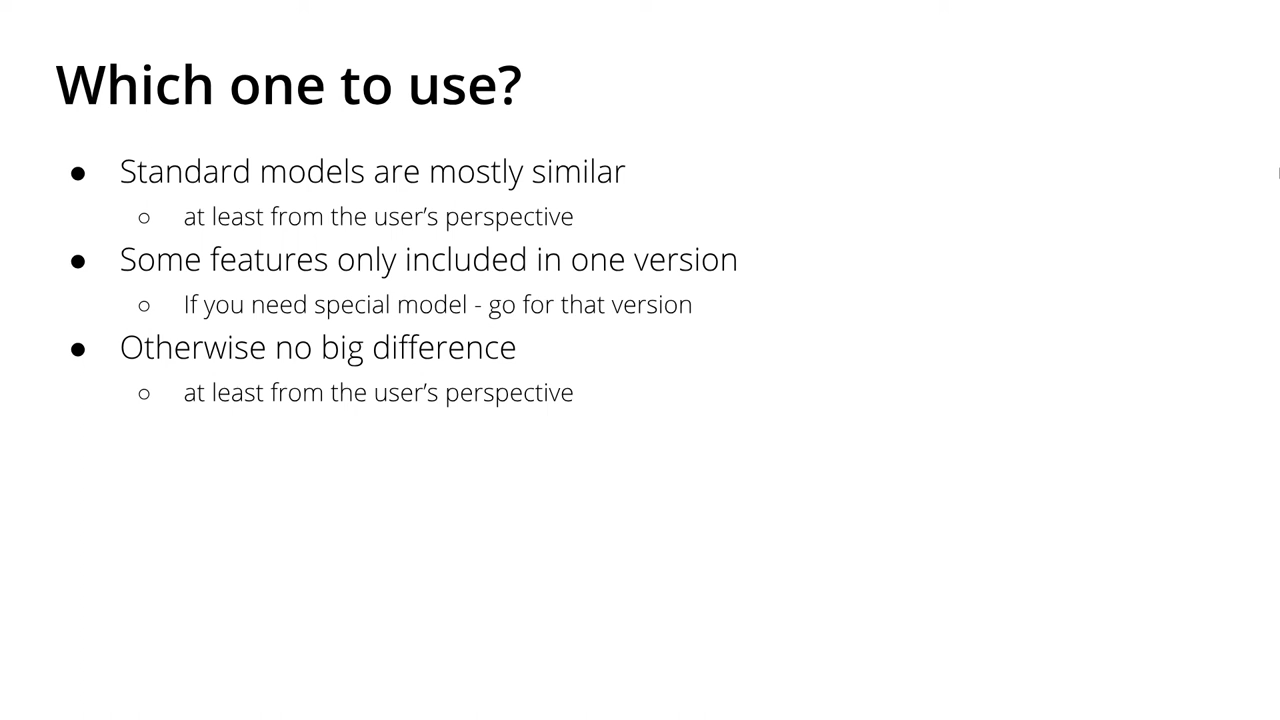 Which one to use?
● Standard models are mostly similar
○ at least from the user’s perspective
● Some features only included in one version
○ If you need special model - go for that version
● Otherwise no big difference
○ at least from the user’s perspective